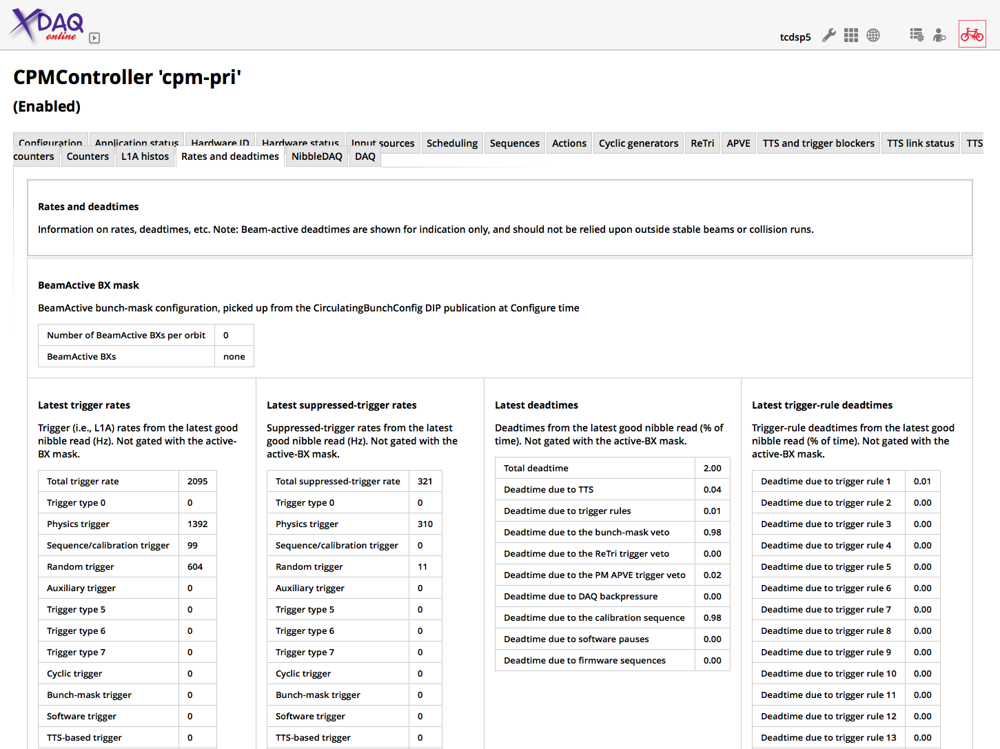 XDAQ
online
tcdsp5
CPMController 'cpm-pri'
(Enabled)
Configuration Application status Hardware ID Hardware status Input sources Scheduling Sequences Actions Cyclic generators ReTri APVE TTS and trigger blockers TTS link status TTS
counters Counters L1A histos Rates and deadtimes NibbleDAQ DAQ
Rates and deadtimes
Information on rates, deadtimes, etc. Note: Beam-active deadtimes are shown for indication only, and should not be relied upon outside stable beams or collision runs.
BeamActive BX mask
BeamActive bunch-mask configuration, picked up from the CirculatingBunchConfig DIP publication at Configure time
Number of BeamActive BXs per orbit 0
BeamActive BXs none
Latest trigger rates
Trigger (i.e., L1A) rates from the latest good
nibble read (Hz). Not gated with the active-
BX mask.
Total trigger rate 2095
Trigger type 0 0
Physics trigger 1392
Sequence/calibration trigger 99
Random trigger 604
Auxiliary trigger 0
Trigger type 5 0
Trigger type 6 0
Trigger type 7 0
Cyclic trigger 0
Bunch-mask trigger 0
Software trigger 0
TTS-based trigger 0
Latest suppressed-trigger rates
Suppressed-trigger rates from the latest
good nibble read (Hz). Not gated with the
active-BX mask.
Total suppressed-trigger rate 321
Trigger type 0 0
Physics trigger 310
Sequence/calibration trigger 0
Random trigger 11
Auxiliary trigger 0
Trigger type 5 0
Trigger type 6 0
Trigger type 7 0
Cyclic trigger 0
Bunch-mask trigger 0
Software trigger 0
TTS-based trigger 0
Latest deadtimes
Deadtimes from the latest good nibble read (% of
time). Not gated with the active-BX mask.
Total deadtime 2.00
Deadtime due to TTS 0.04
Deadtime due to trigger rules 0.01
Deadtime due to the bunch-mask veto 0.98
Deadtime due to the ReTri trigger veto 0.00
Deadtime due to the PM APVE trigger veto 0.02
Deadtime due to DAQ backpressure 0.00
Deadtime due to the calibration sequence 0.98
Deadtime due to software pauses 0.00
Deadtime due to firmware sequences 0.00
Latest trigger-rule deadtimes
Trigger-rule deadtimes from the latest good
nibble read (% of time). Not gated with the
active-BX mask.
Deadtime due to trigger rule 1 0.01
Deadtime due to trigger rule 2 0.00
Deadtime due to trigger rule 3 0.00
Deadtime due to trigger rule 4 0.00
Deadtime due to trigger rule 5 0.00
Deadtime due to trigger rule 6 0.00
Deadtime due to trigger rule 7 0.00
Deadtime due to trigger rule 8 0.00
Deadtime due to trigger rule 9 0.00
Deadtime due to trigger rule 10 0.00
Deadtime due to trigger rule 11 0.00
Deadtime due to trigger rule 12 0.00
Deadtime due to trigger rule 13 0.00